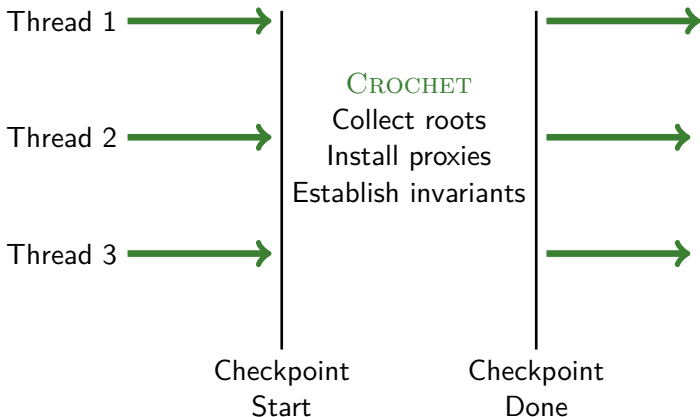 Thread 1
CROCHET
Collect roots
Thread 2
Install proxies
Establish invariants
Thread 3
Checkpoint
Start
Checkpoint
Done